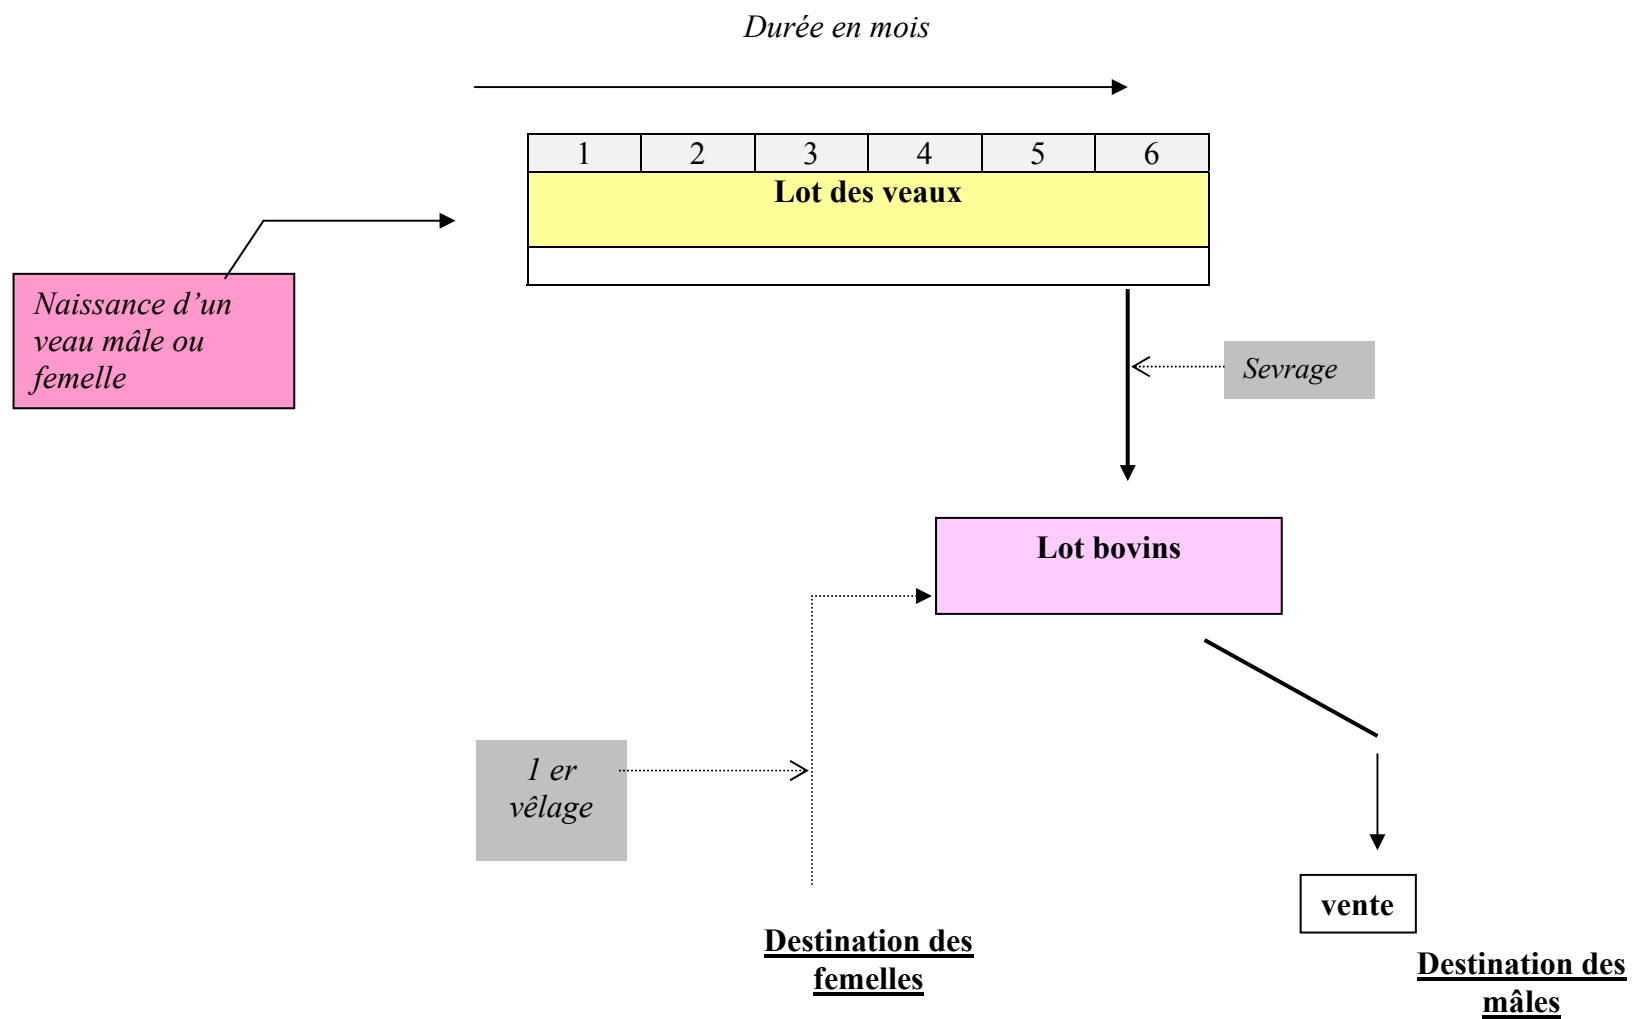 Durée en mois
1 2 3 4 5 6
Lot des veaux
Naissance d’un
veau mâle ou
femelle
Sevrage
Lot bovins
1 er
vêlage
vente
Destination des
femelles
Destination des
mâles